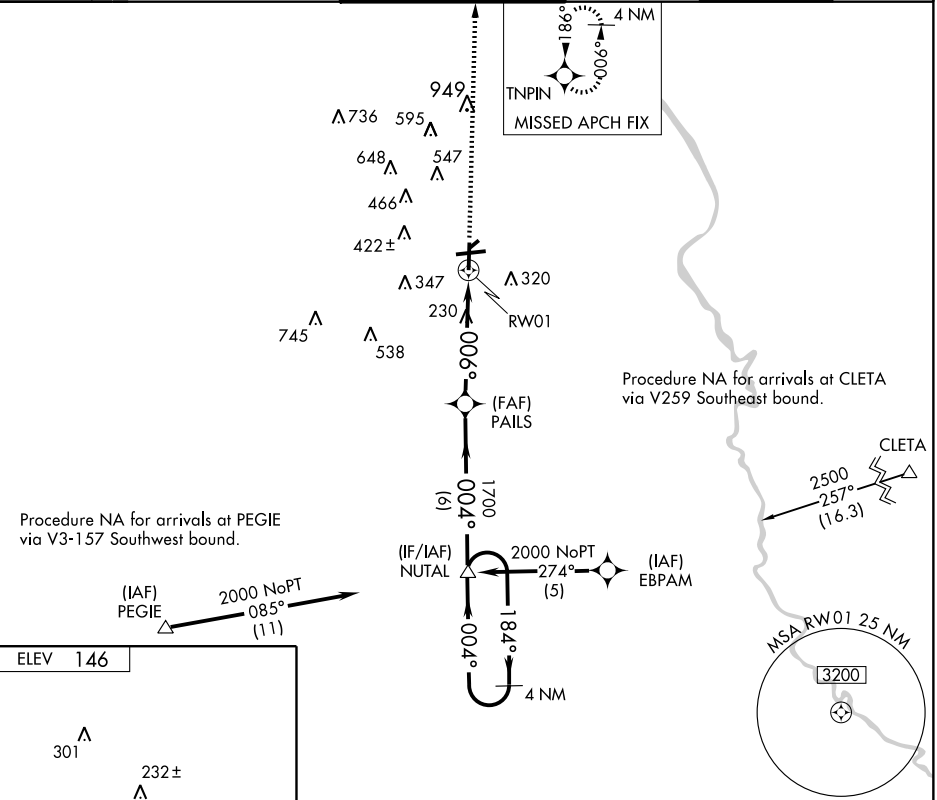 186°
4 NM
006°
TNPIN
MISSED APCH FIX
949
736
595
648
547
466
422±
347
320
230
RW01
745
538
006°
Procedure NA for arrivals at CLETA
via V259 Southeast bound.
(FAF)
PAILS
CLETA
2500
257°
(16.3)
1700
004°
(6)
Procedure NA for arrivals at PEGIE
via V3-157 Southwest bound.
(IF/IAF)
NUTAL
2000 NoPT
274°
(5)
(IAF)
EBPAM
(IAF)
PEGIE
2000 NoPT
085°
(11)
004°
184°
4 NM
MSA RW01 25 NM
3200
ELEV 146
301
232±